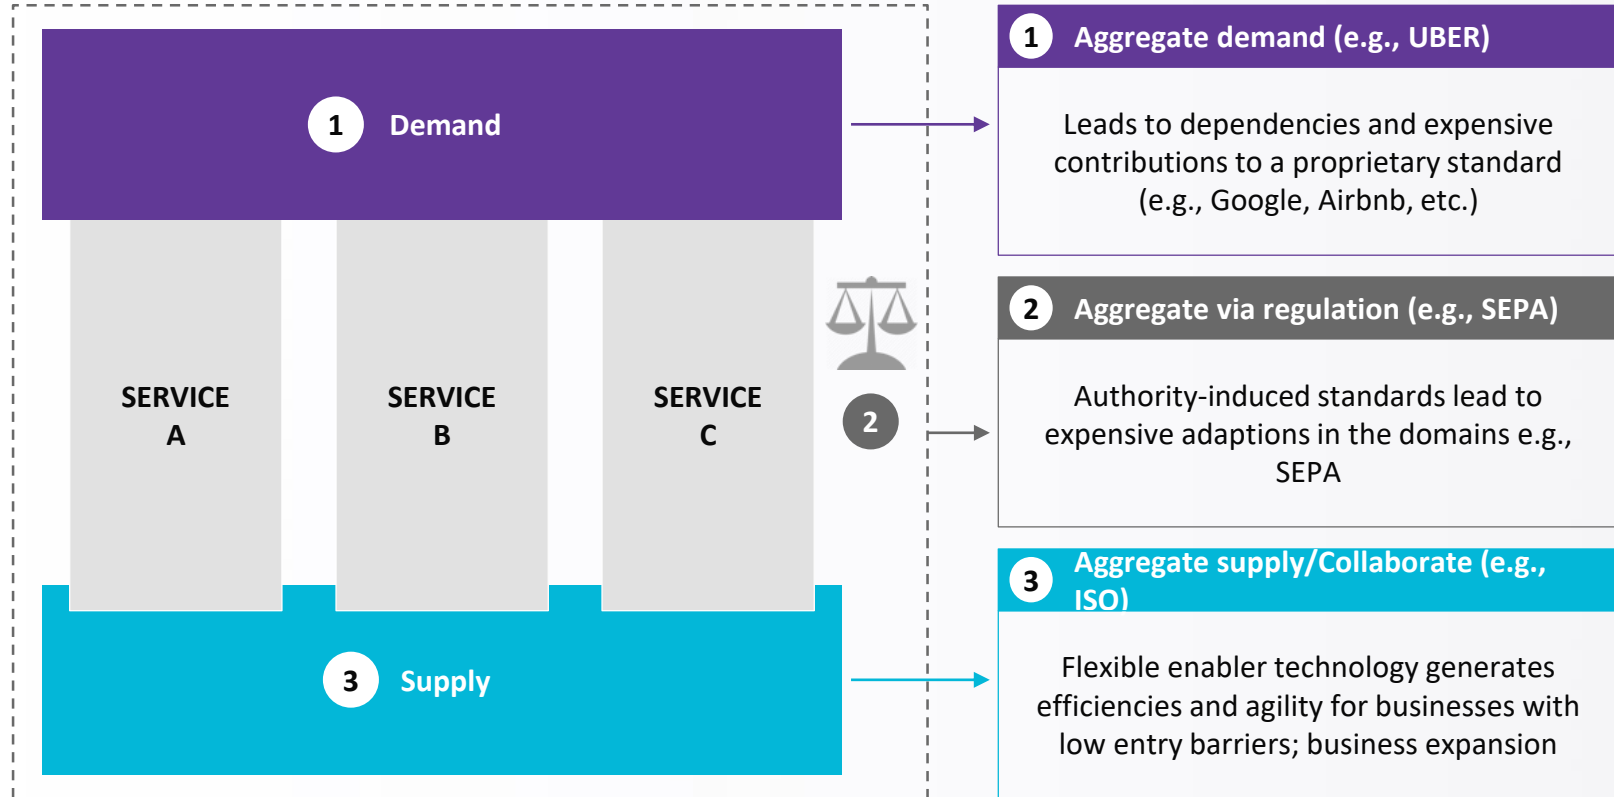 1 Demand
SERVICE
A
SERVICE
B
SERVICE
C
2
3 Supply
1 Aggregate demand (e.g., UBER)
Leads to dependencies and expensive
contributions to a proprietary standard
(e.g., Google, Airbnb, etc.)
2 Aggregate via regulation (e.g., SEPA)
Authority-induced standards lead to
expensive adaptions in the domains e.g.,
SEPA
3 Aggregate supply/Collaborate (e.g.,
ISO)
Flexible enabler technology generates
efficiencies and agility for businesses with
low entry barriers; business expansion